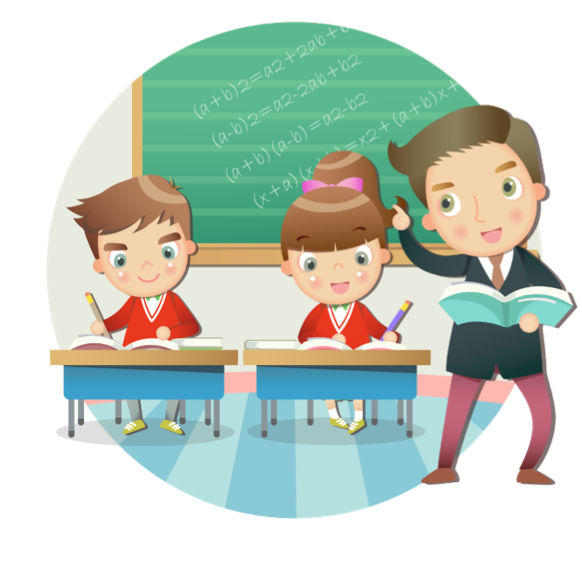 (a+b)2=a2+2ab+b
(a-b)2=a2-2ab+b2
(a+b)(a-b)=a2-b2
(x+a)(x+b)=x2+(a+b)x+